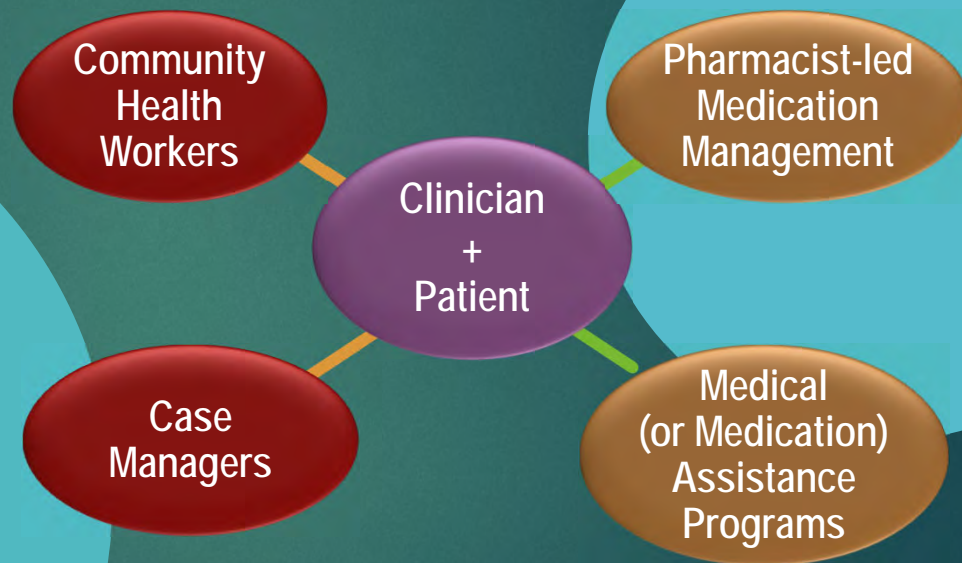 Community
Health
Workers
Pharmacist-led
Medication
Management
Clinician
+
Patient
Case
Managers
Medical
(or Medication)
Assistance
Programs